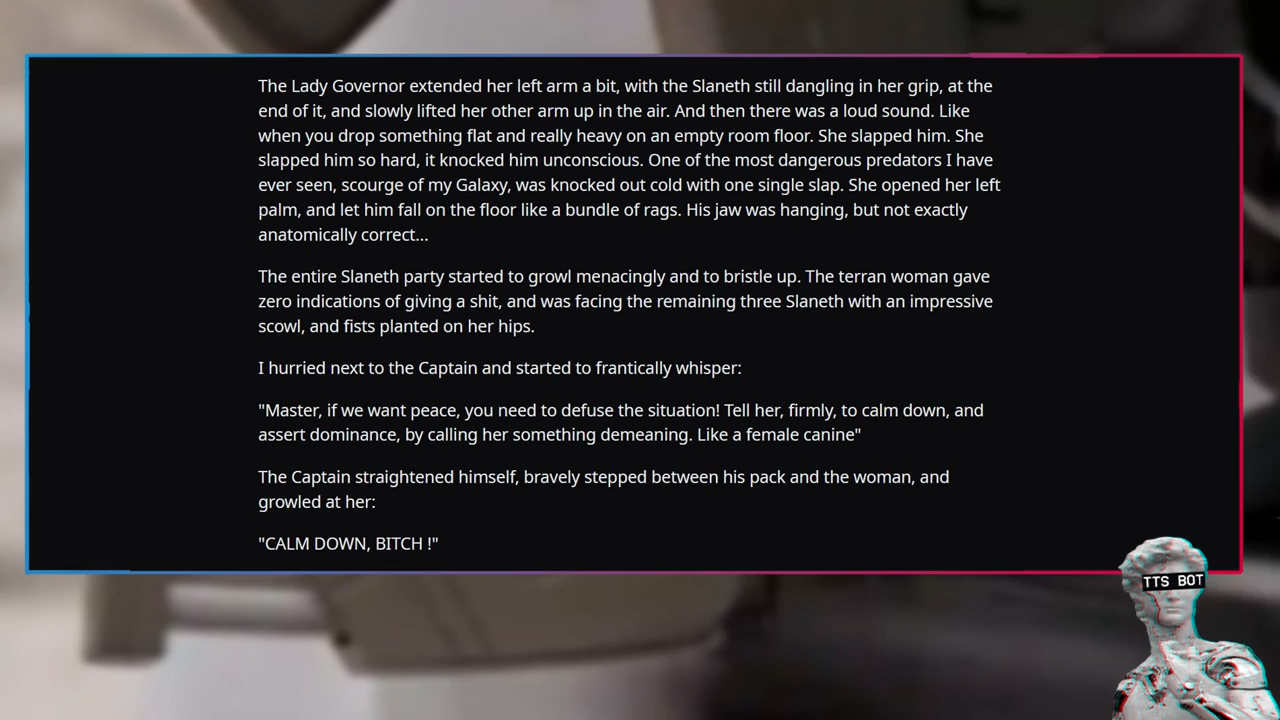 The Lady Governor extended her left arm a bit, with the Slaneth still dangling in her grip, at the
end of it, and slowly lifted her other arm up in the air. And then there was a loud sound. Like
when you drop something flat and really heavy on an empty room floor. She slapped him. She
slapped him so hard, it knocked him unconscious. One of the most dangerous predators I have
ever seen, scourge of my Galaxy, was knocked out cold with one single slap. She opened her left
palm, and let him fall on the floor like a bundle of rags. His jaw was hanging, but not exactly
anatomically correct...
The entire Slaneth party started to growl menacingly and to bristle up. The terran woman gave
zero indications of giving a shit, and was facing the remaining three Slaneth with an impressive
scowl, and fists planted on her hips.
I hurried next to the Captain and started to frantically whisper:
"Master, if we want peace, you need to defuse the situation! Tell her, firmly, to calm down, and
assert dominance, by calling her something demeaning. Like a female canine"
The Captain straightened himself, bravely stepped between his pack and the woman, and
growled at her:
"CALM DOWN, BITCH !"
TTS BOT